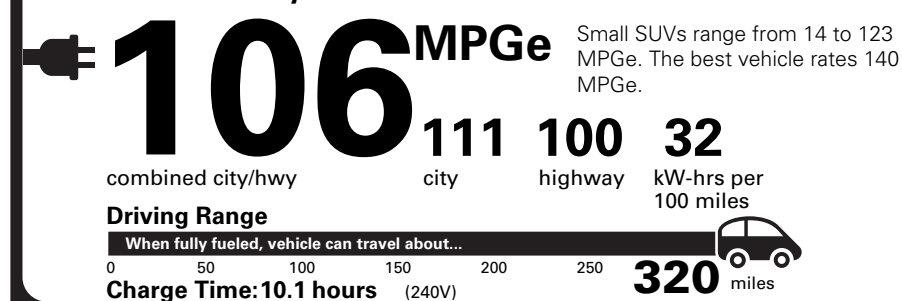 106 MPGe
Small SUVs range from 14 to 123
MPGe. The best vehicle rates 140
MPGe.
111 100 32
combined city/hwy city highway kW-hrs per
100 miles
Driving Range
When fully fueled, vehicle can travel about...
0 50 100 150 200 250 320 miles
Charge Time: 10.1 hours (240V)